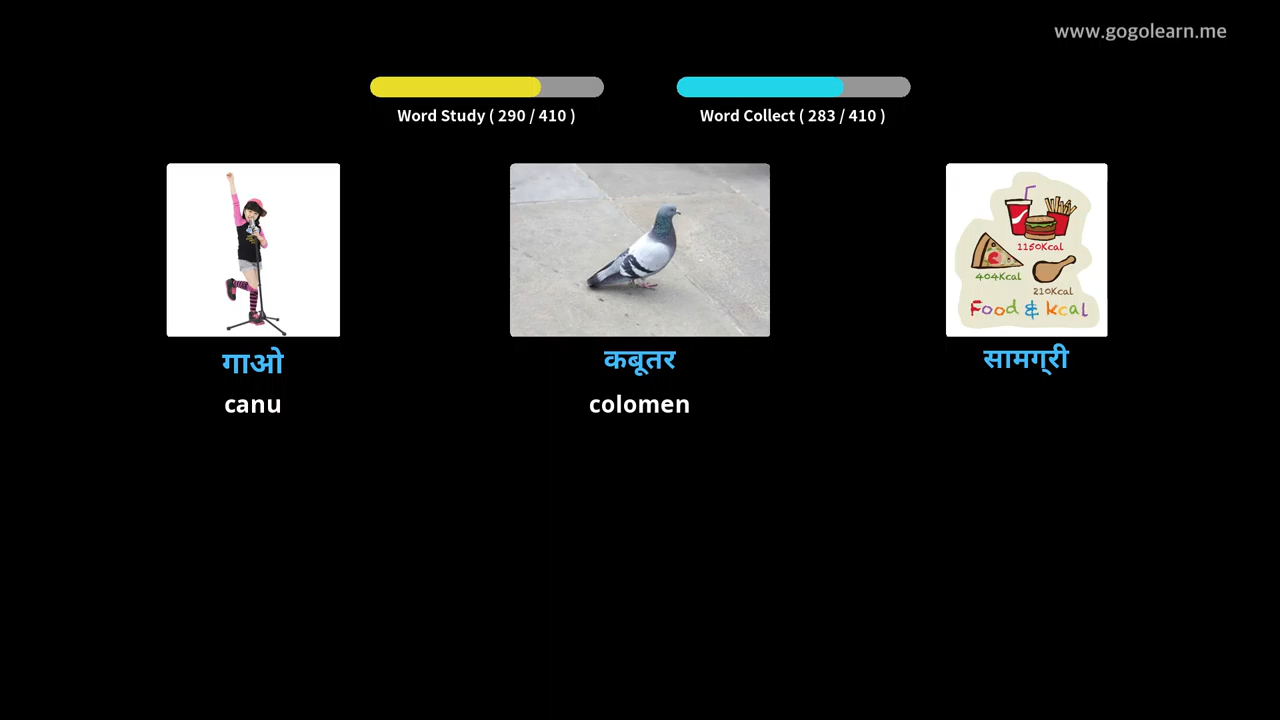 www.gogolearn.me
Word Study ( 290 / 410 )
Word Collect ( 283 / 410 )
1150Kcal
404Kcal
210Kcal
Food & kcal
गाओ
कबूतर
सामग्री
canu
colomen